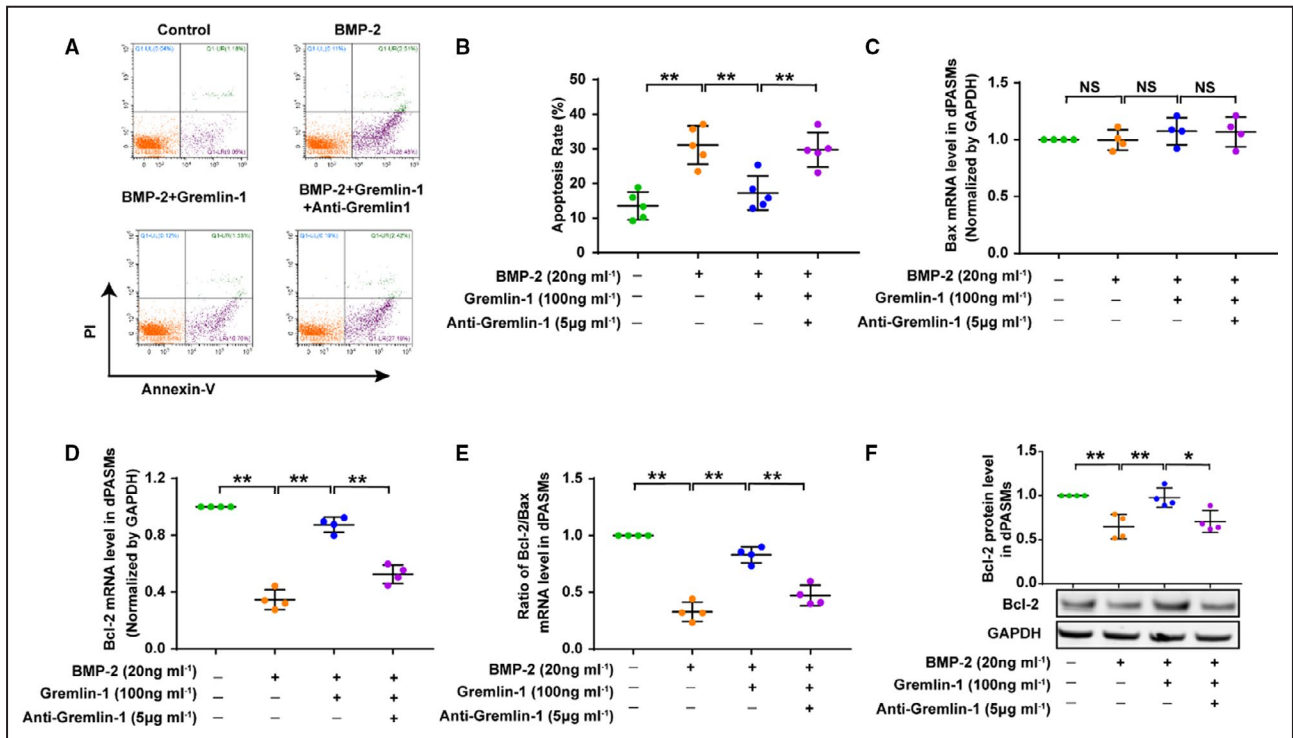 A
Control
BMP-2
Q1-UR(1.18%)
BMP-2+Gremlin-1
BMP-2+Gremlin-1
+Anti-Gremlin1
Q1-UR(2.42%)
PI
Annexin-V
B
** ** **
Apoptosis Rate (%)
50
40
30
20
10
0
BMP-2 (20ng ml-1) – + + +
Gremlin-1 (100ng ml-1) – – + +
Anti-Gremlin-1 (5μg ml-1) – – – +
C
NS NS NS
Bax mRNA level in dPASMs
(Normalized by GAPDH)
1.5
1.0
0.5
0.0
BMP-2 (20ng ml-1) – + + +
Gremlin-1 (100ng ml-1) – – + +
Anti-Gremlin-1 (5μg ml-1) – – – +
D
** ** **
Bcl-2 mRNA level in dPASMs
(Normalized by GAPDH)
1.2
0.8
0.4
0.0
BMP-2 (20ng ml-1) – + + +
Gremlin-1 (100ng ml-1) – – + +
Anti-Gremlin-1 (5μg ml-1) – – – +
E
** ** **
Ratio of Bcl-2/Bax
mRNA level in dPASMs
1.5
1.0
0.5
0.0
BMP-2 (20ng ml-1) – + + +
Gremlin-1 (100ng ml-1) – – + +
Anti-Gremlin-1 (5μg ml-1) – – – +
F
** ** *
Bcl-2 protein level
in dPASMs
1.5
1.0
0.5
0.0
Bcl-2
GAPDH
BMP-2 (20ng ml-1) – + + +
Gremlin-1 (100ng ml-1) – – + +
Anti-Gremlin-1 (5μg ml-1) – – – +